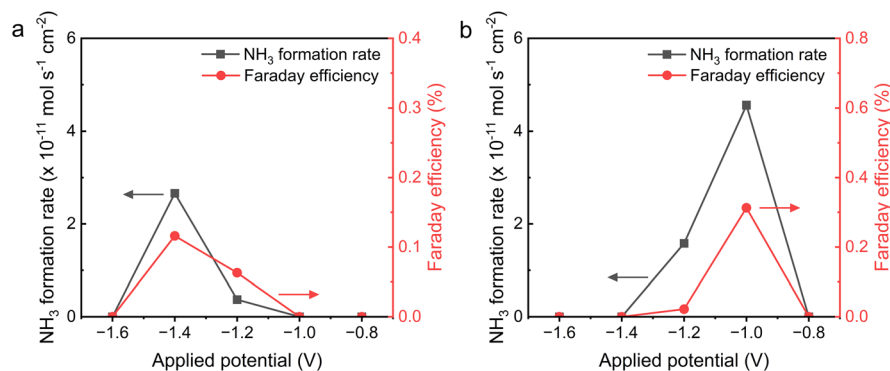 a
NH₃ formation rate
Faraday efficiency
NH₃ formation rate (x 10⁻¹¹ mol s⁻¹ cm⁻²)
6
4
2
0
Faraday efficiency (%)
0.4
0.3
0.2
0.1
0.0
−1.6 −1.4 −1.2 −1.0 −0.8
Applied potential (V)
b
NH₃ formation rate
Faraday efficiency
NH₃ formation rate (x 10⁻¹¹ mol s⁻¹ cm⁻²)
6
4
2
0
Faraday efficiency (%)
0.8
0.6
0.4
0.2
0.0
−1.6 −1.4 −1.2 −1.0 −0.8
Applied potential (V)